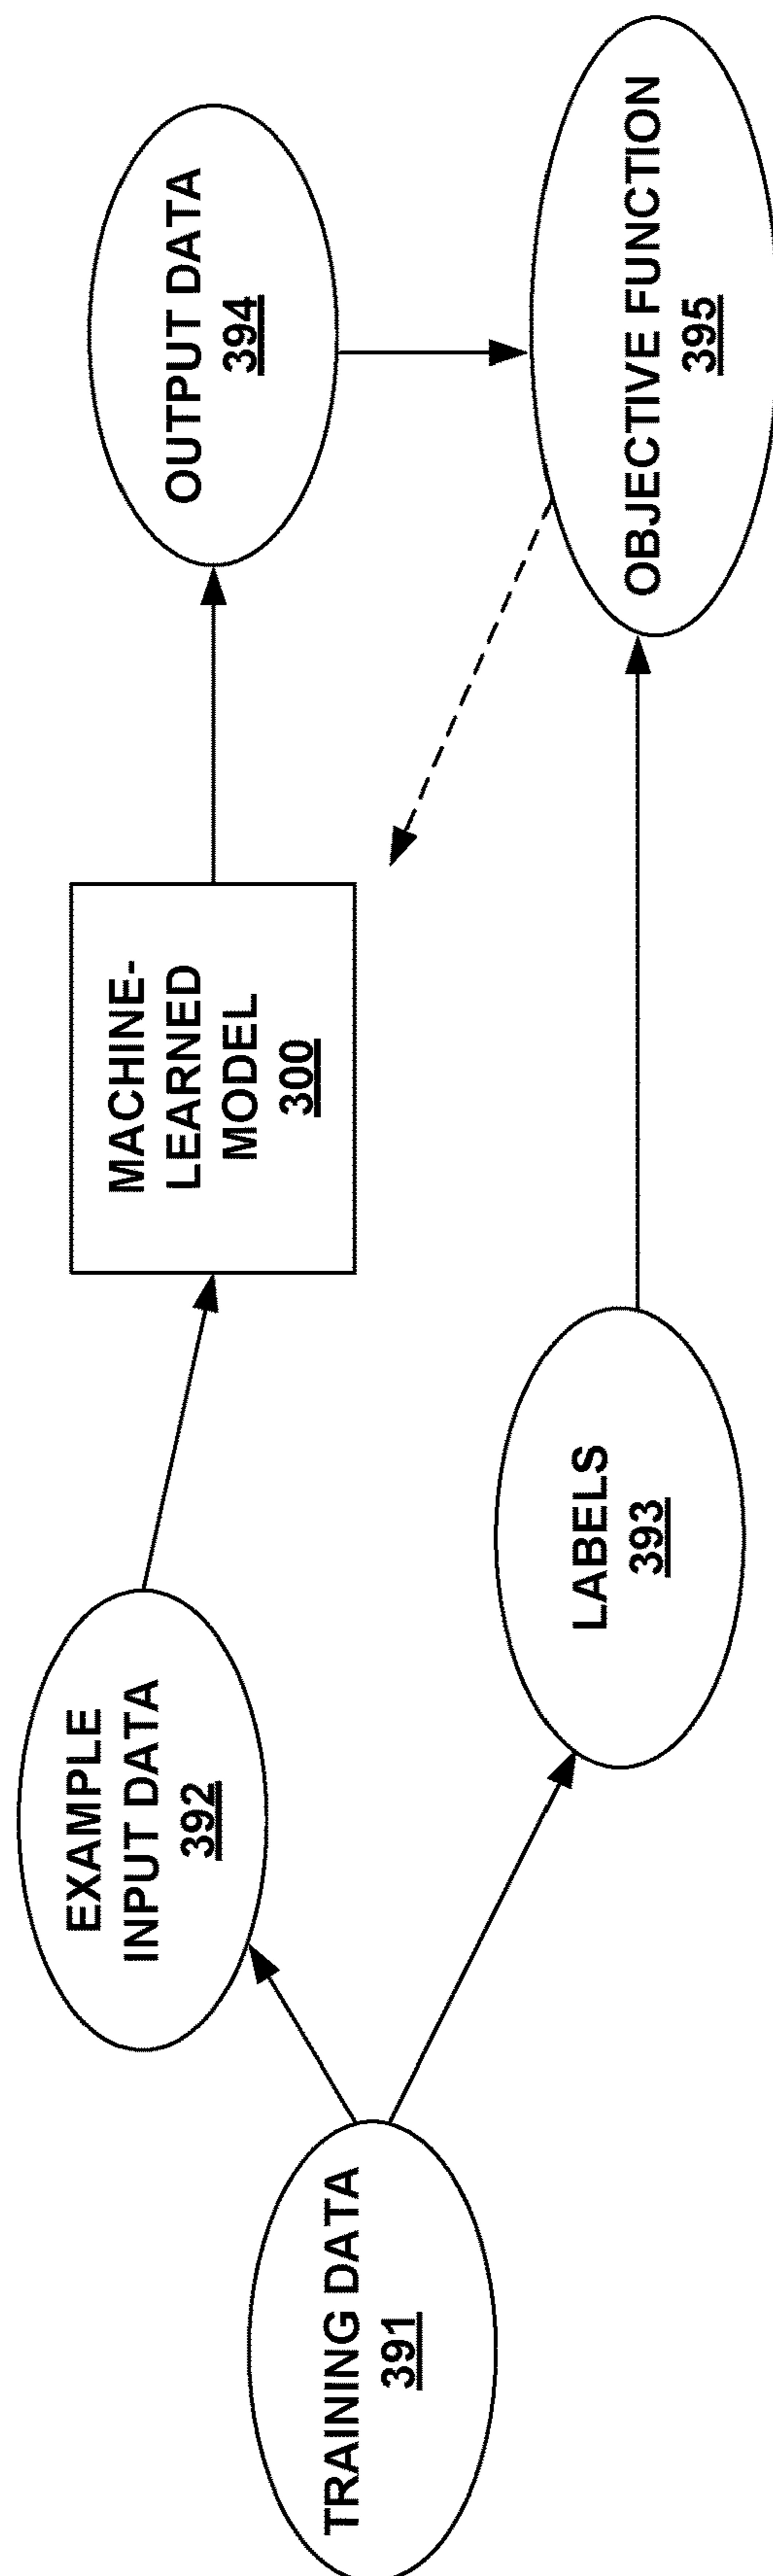 TRAINING DATA
391
EXAMPLE
INPUT DATA
392
LABELS
393
MACHINE-
LEARNED
MODEL
300
OUTPUT DATA
394
OBJECTIVE FUNCTION
395